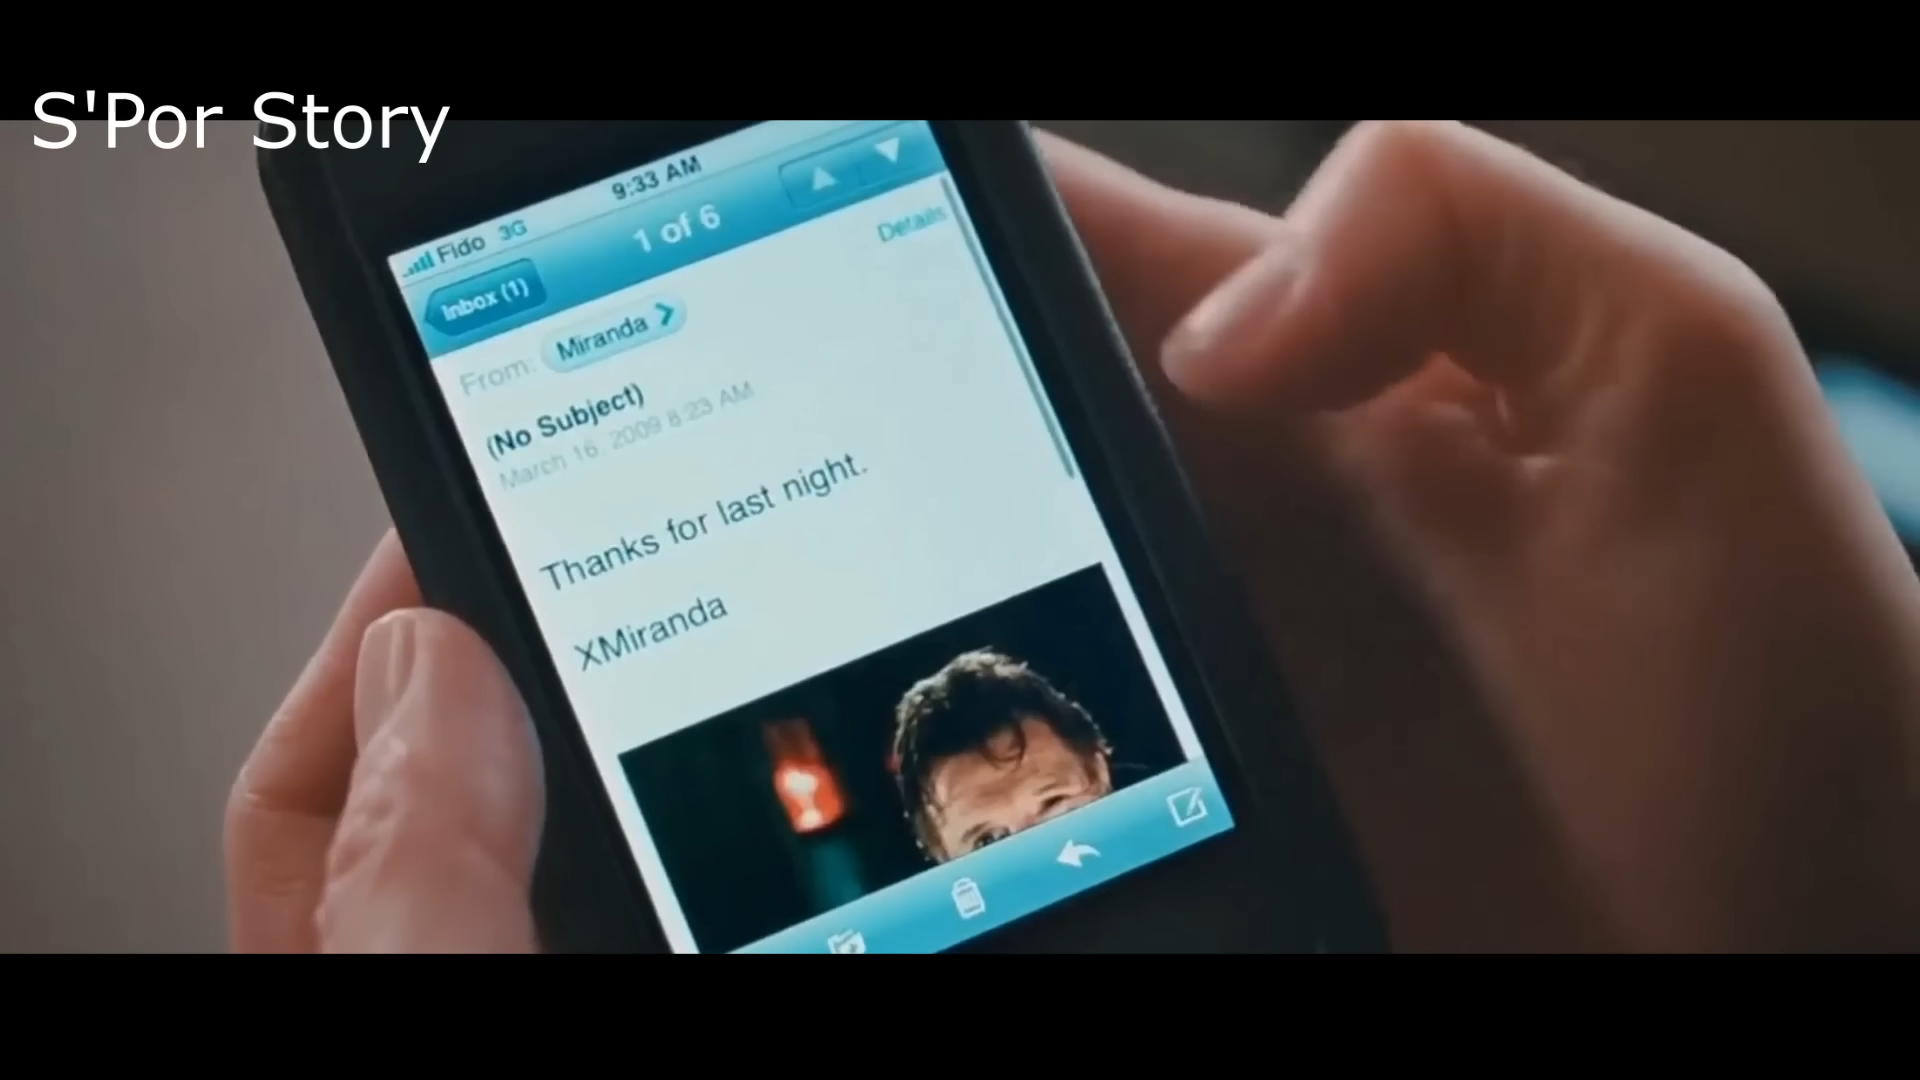 S'Por Story
Fido 3G 9:33 AM
Inbox (1) 1 of 6
Details
From: Miranda
(No Subject)
March 16, 2009 8:23 AM
Thanks for last night.
XMiranda